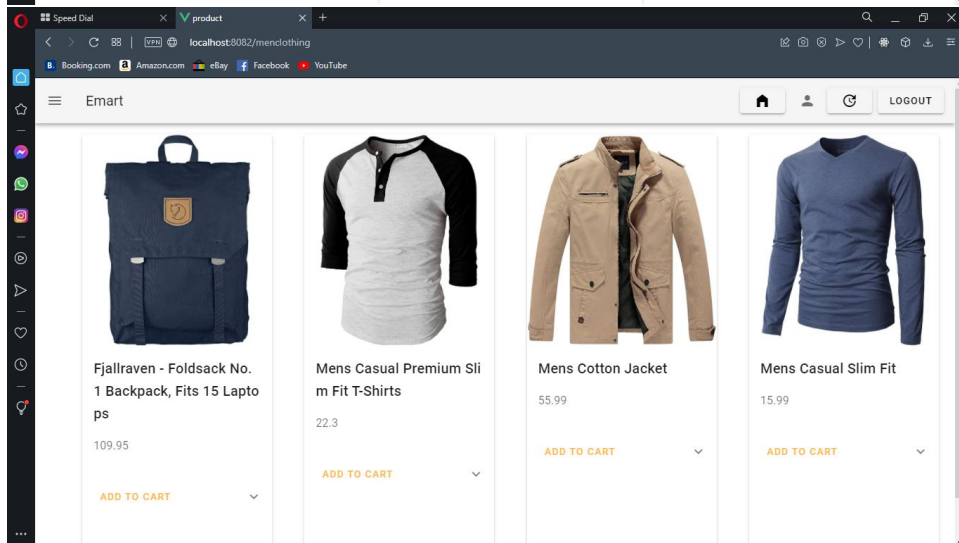 Speed Dial
product
VPN
localhost:8082/menclothing
Booking.com
Amazon.com
eBay
Facebook
YouTube
Emart
LOGOUT
Fjallraven - Foldsack No.
1 Backpack, Fits 15 Lapto
ps
109.95
ADD TO CART
Mens Casual Premium Sli
m Fit T-Shirts
22.3
ADD TO CART
Mens Cotton Jacket
55.99
ADD TO CART
Mens Casual Slim Fit
15.99
ADD TO CART